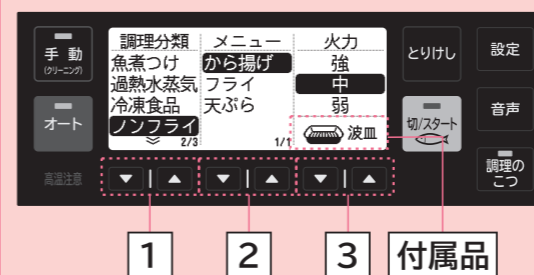 手 動
(クリーニング)
オート
高温注意
調理分類
魚煮つけ
過熱水蒸気
冷凍食品
ノンフライ
2/3
メニュー
から揚げ
フライ
天ぷら
1/1
火力
強
中
弱
波皿
とりけし
切/スタート
設定
音声
調理の
こつ
▼ | ▲
▼ | ▲
▼ | ▲
1
2
3
付属品